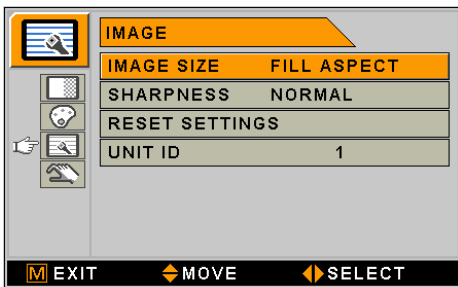 IMAGE
IMAGE SIZE FILL ASPECT
SHARPNESS NORMAL
RESET SETTINGS
UNIT ID 1
M EXIT MOVE SELECT